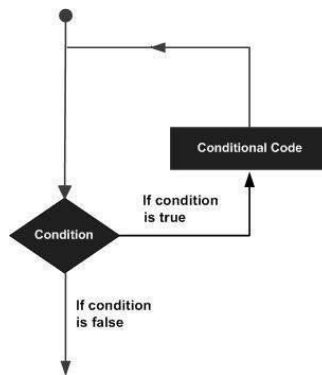 Conditional Code
If condition
is true
Condition
If condition
is false